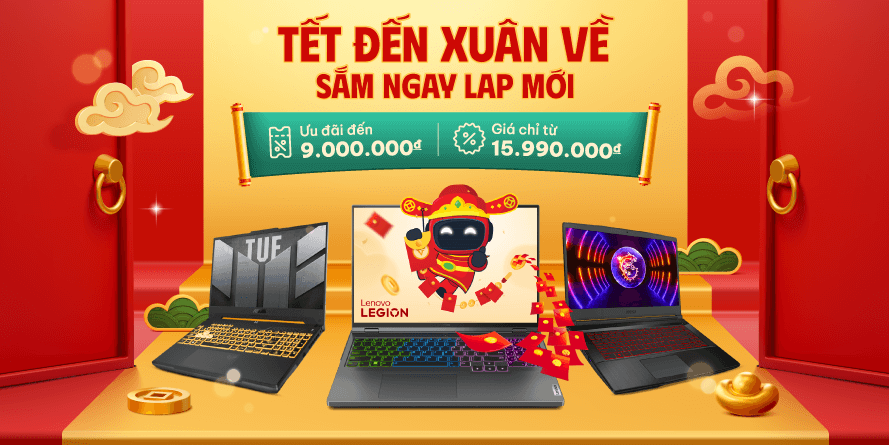 TẾT ĐẾN XUÂN VỀ
SẮM NGAY LAP MỚI
Ưu đãi đến
9.000.000đ
Giá chỉ từ
15.990.000đ
TUF
Lenovo
LEGION